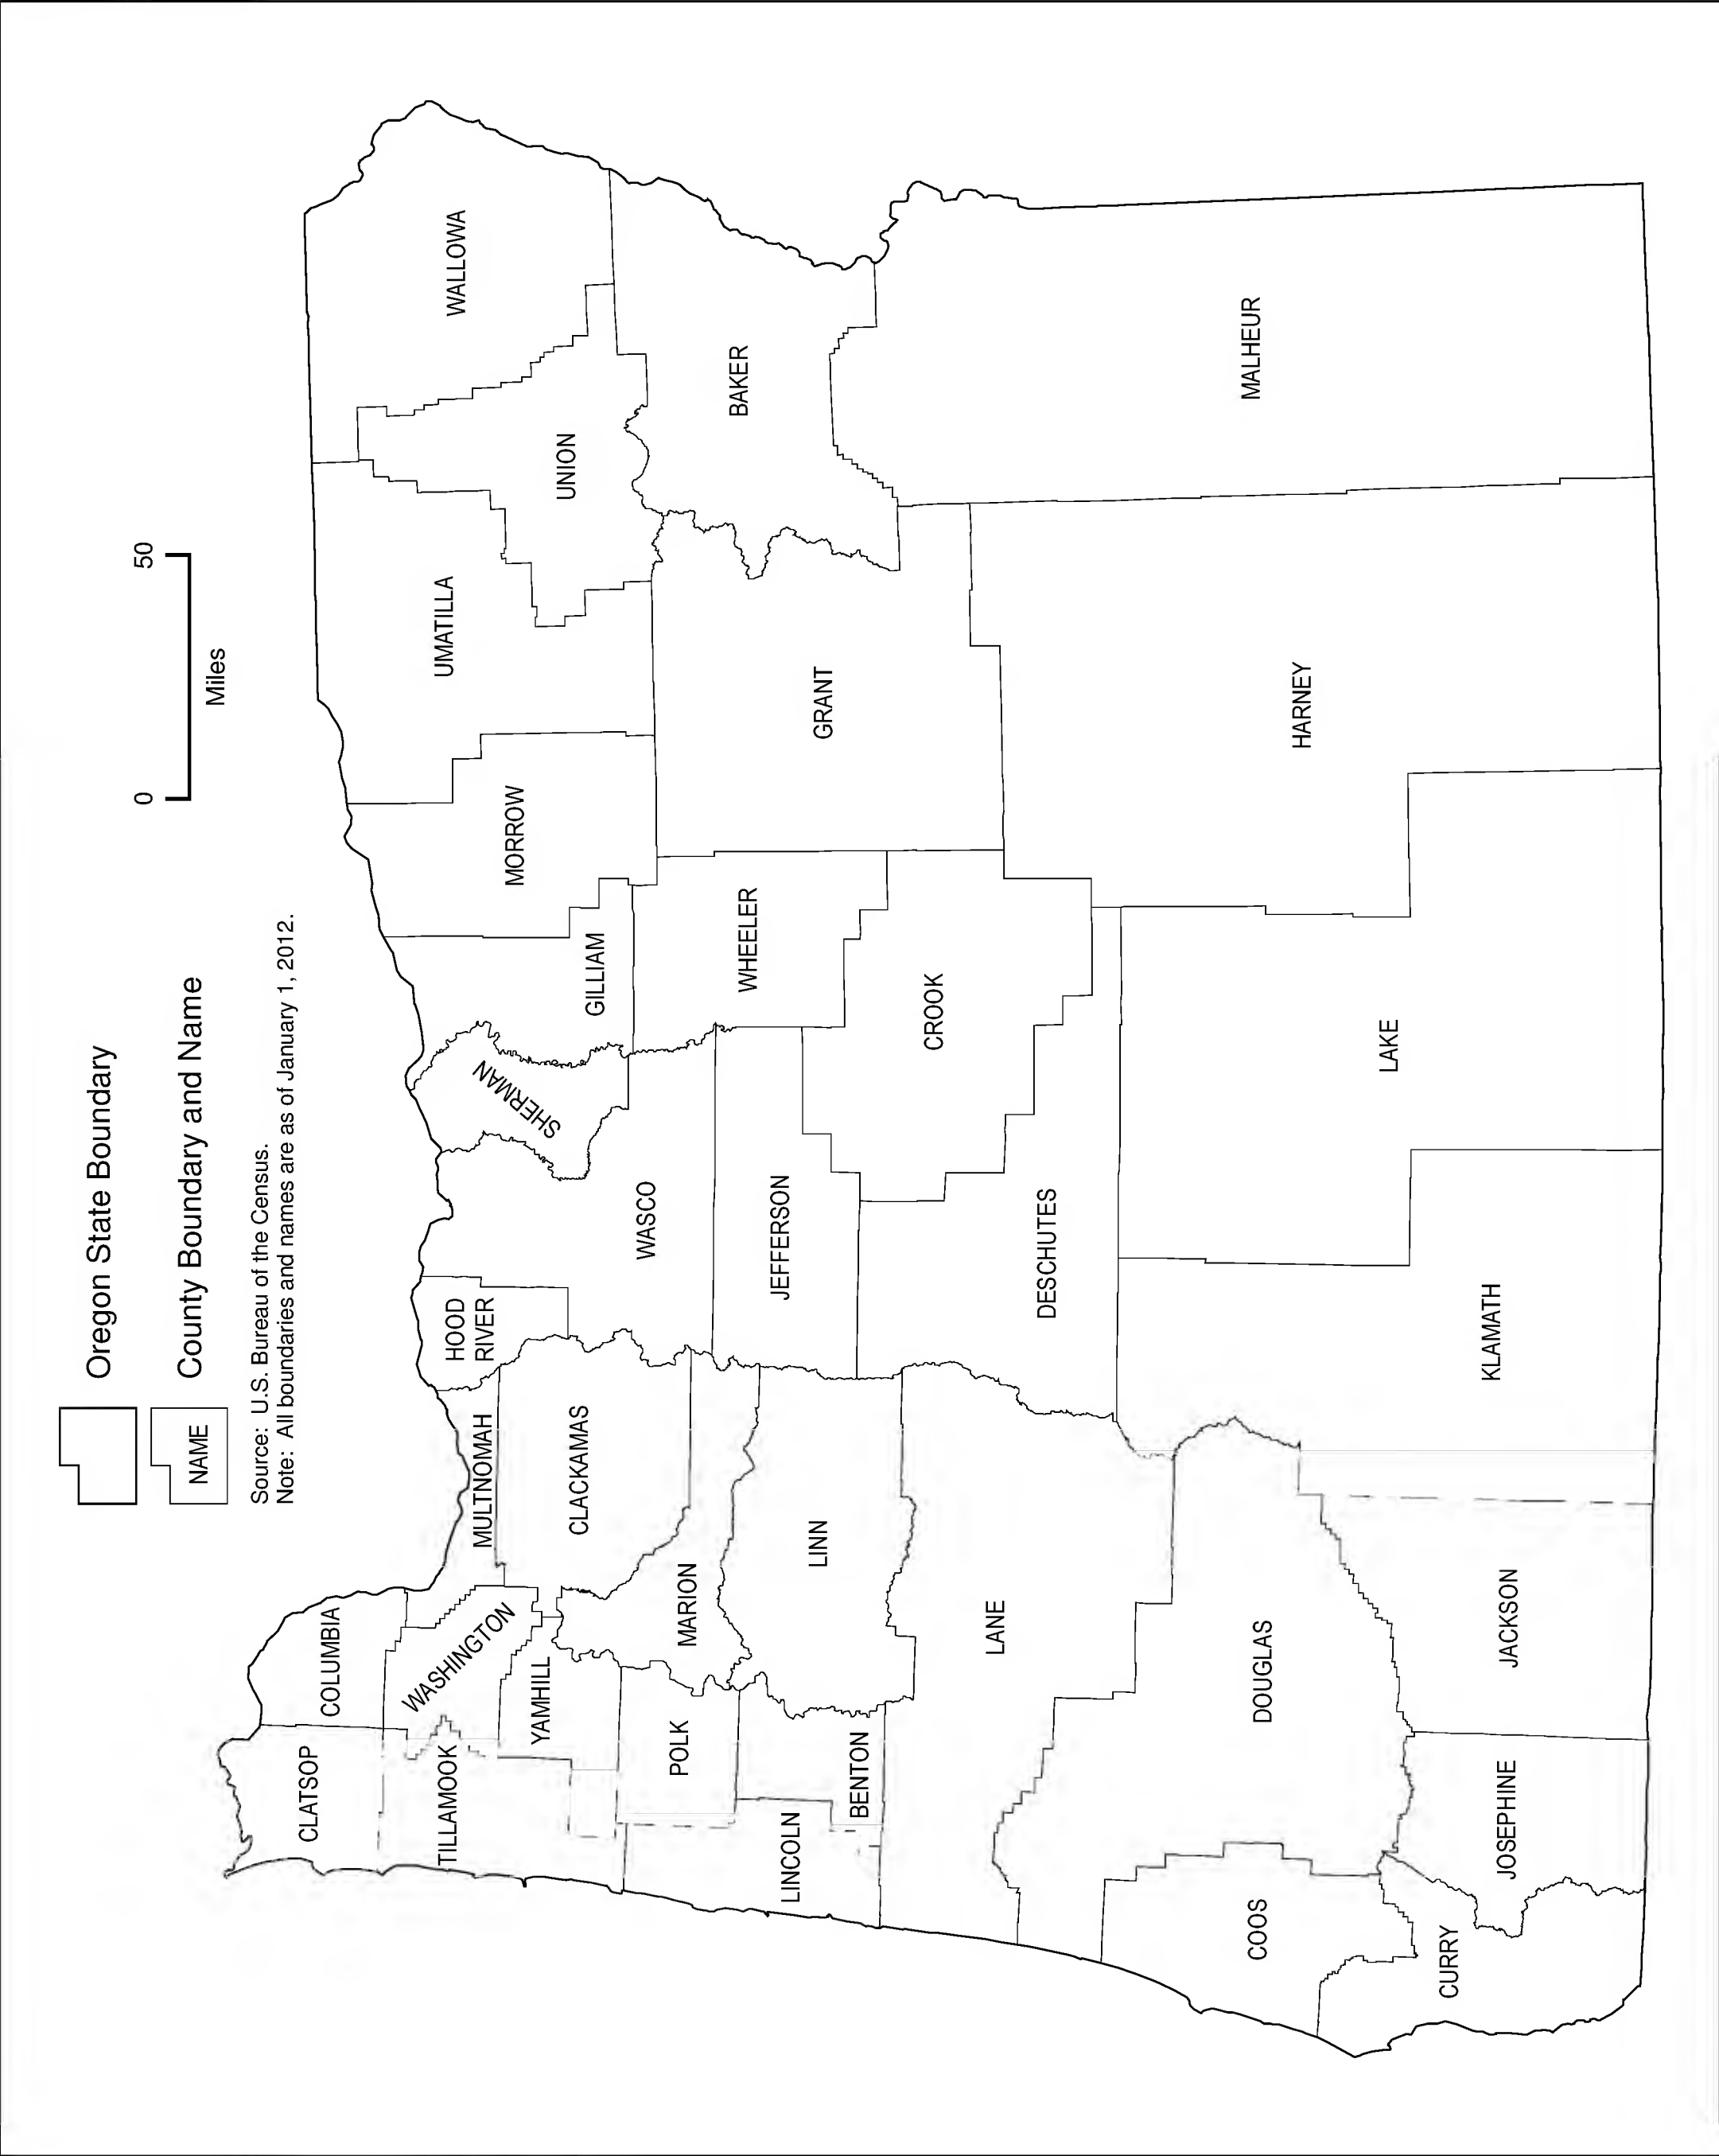 Oregon State Boundary
NAME
County Boundary and Name
Source: U.S. Bureau of the Census.
Note: All boundaries and names are as of January 1, 2012.
0
50
Miles
CLATSOP
COLUMBIA
TILLAMOOK
WASHINGTON
MULTNOMAH
HOOD
RIVER
SHERMAN
GILLIAM
MORROW
UMATILLA
UNION
WALLOWA
YAMHILL
CLACKAMAS
WASCO
POLK
MARION
JEFFERSON
WHEELER
GRANT
BAKER
LINCOLN
BENTON
LINN
CROOK
LANE
DESCHUTES
COOS
DOUGLAS
LAKE
HARNEY
MALHEUR
CURRY
JOSEPHINE
JACKSON
KLAMATH